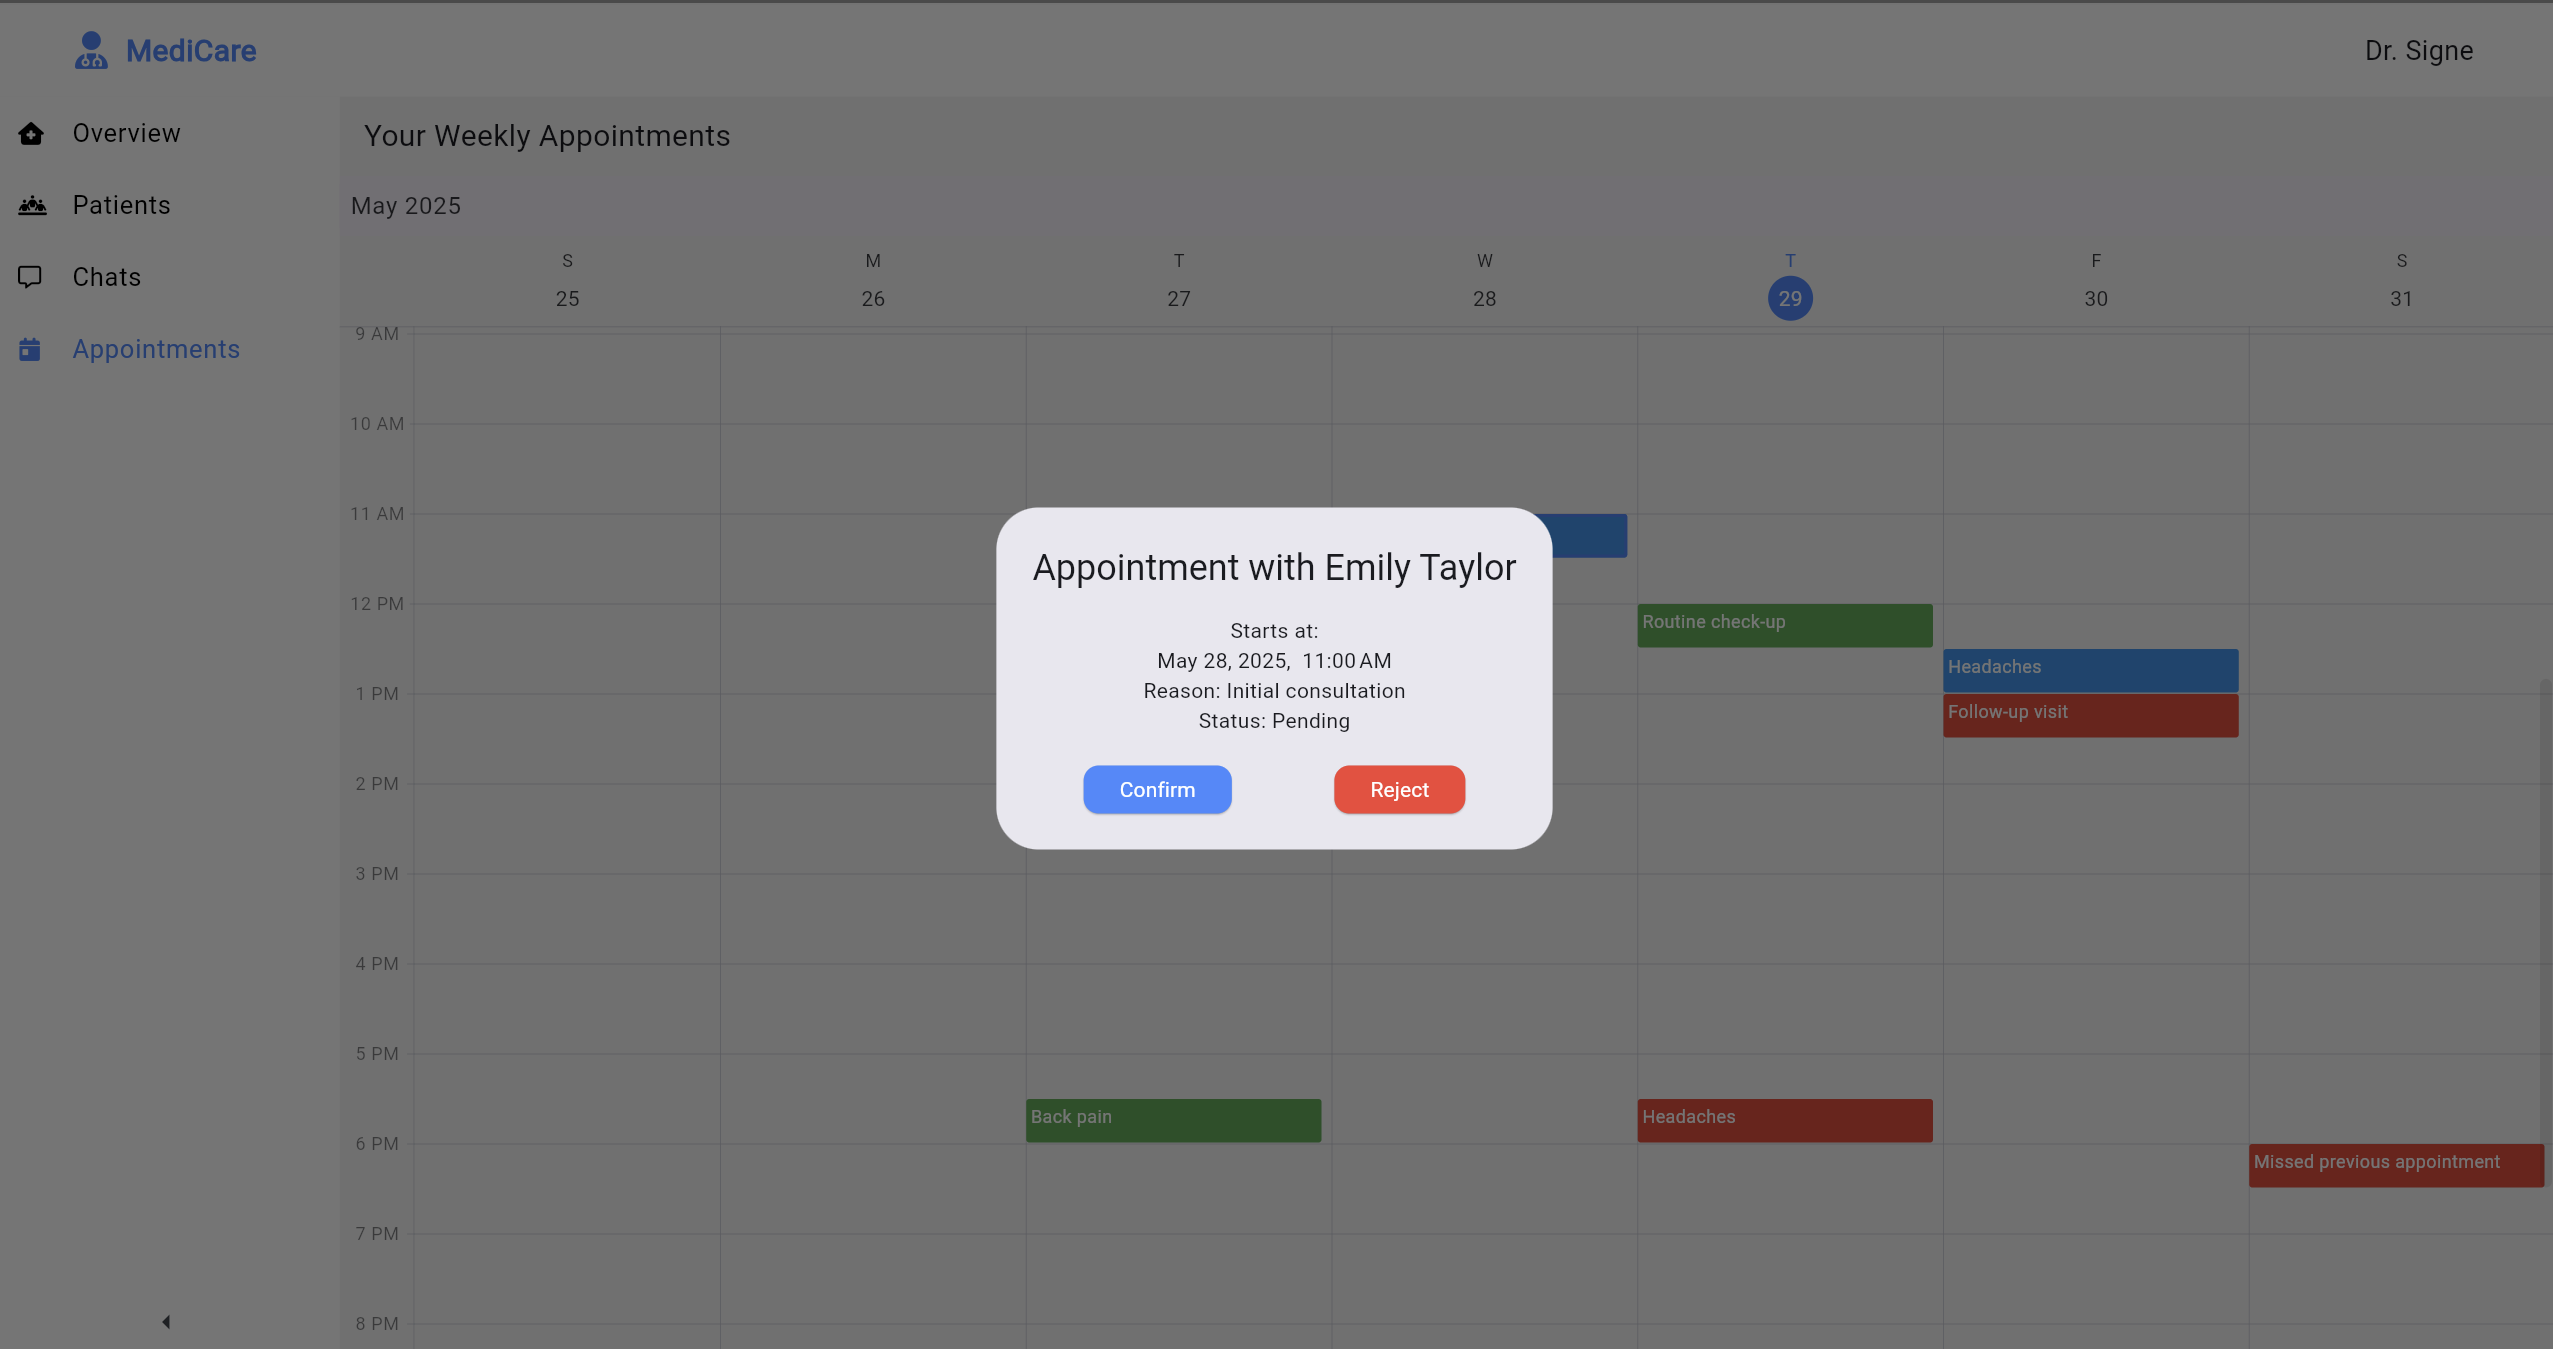 MediCare
Dr. Signe
Overview
Patients
Chats
Appointments
Your Weekly Appointments
May 2025
S M T W T F S
25 26 27 28 29 30 31
9 AM
10 AM
11 AM
12 PM
1 PM
2 PM
3 PM
4 PM
5 PM
6 PM
7 PM
8 PM
Routine check-up
Headaches
Follow-up visit
Back pain
Headaches
Missed previous appointment
Appointment with Emily Taylor
Starts at:
May 28, 2025, 11:00 AM
Reason: Initial consultation
Status: Pending
Confirm
Reject